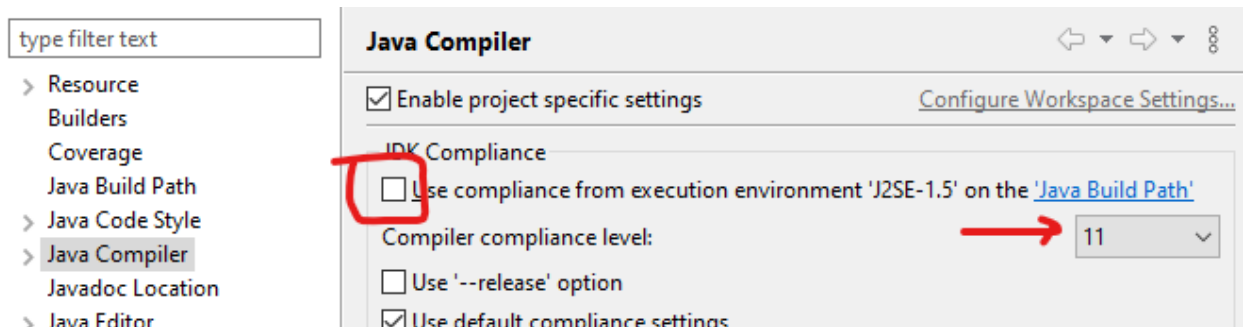 type filter text
Resource
Builders
Coverage
Java Build Path
Java Code Style
Java Compiler
Javadoc Location
Java Editor
Java Compiler
Enable project specific settings
Configure Workspace Settings...
JDK Compliance
Use compliance from execution environment 'J2SE-1.5' on the 'Java Build Path'
Compiler compliance level:
11
Use '--release' option
Use default compliance settings